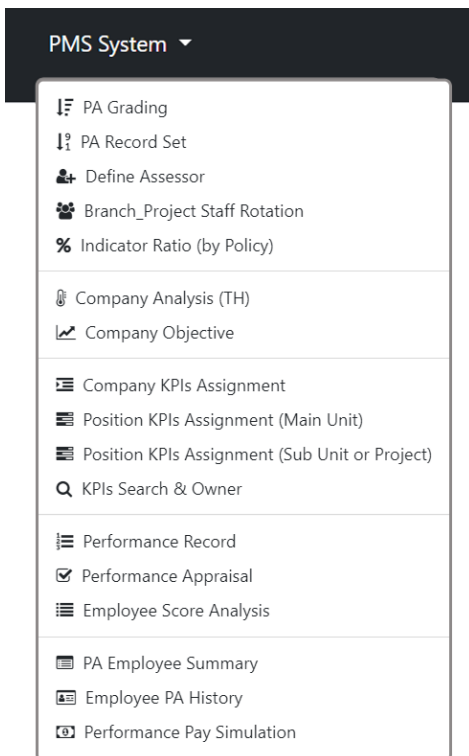 PMS System
PA Grading
PA Record Set
Define Assessor
Branch_Project Staff Rotation
Indicator Ratio (by Policy)
Company Analysis (TH)
Company Objective
Company KPIs Assignment
Position KPIs Assignment (Main Unit)
Position KPIs Assignment (Sub Unit or Project)
KPIs Search & Owner
Performance Record
Performance Appraisal
Employee Score Analysis
PA Employee Summary
Employee PA History
Performance Pay Simulation